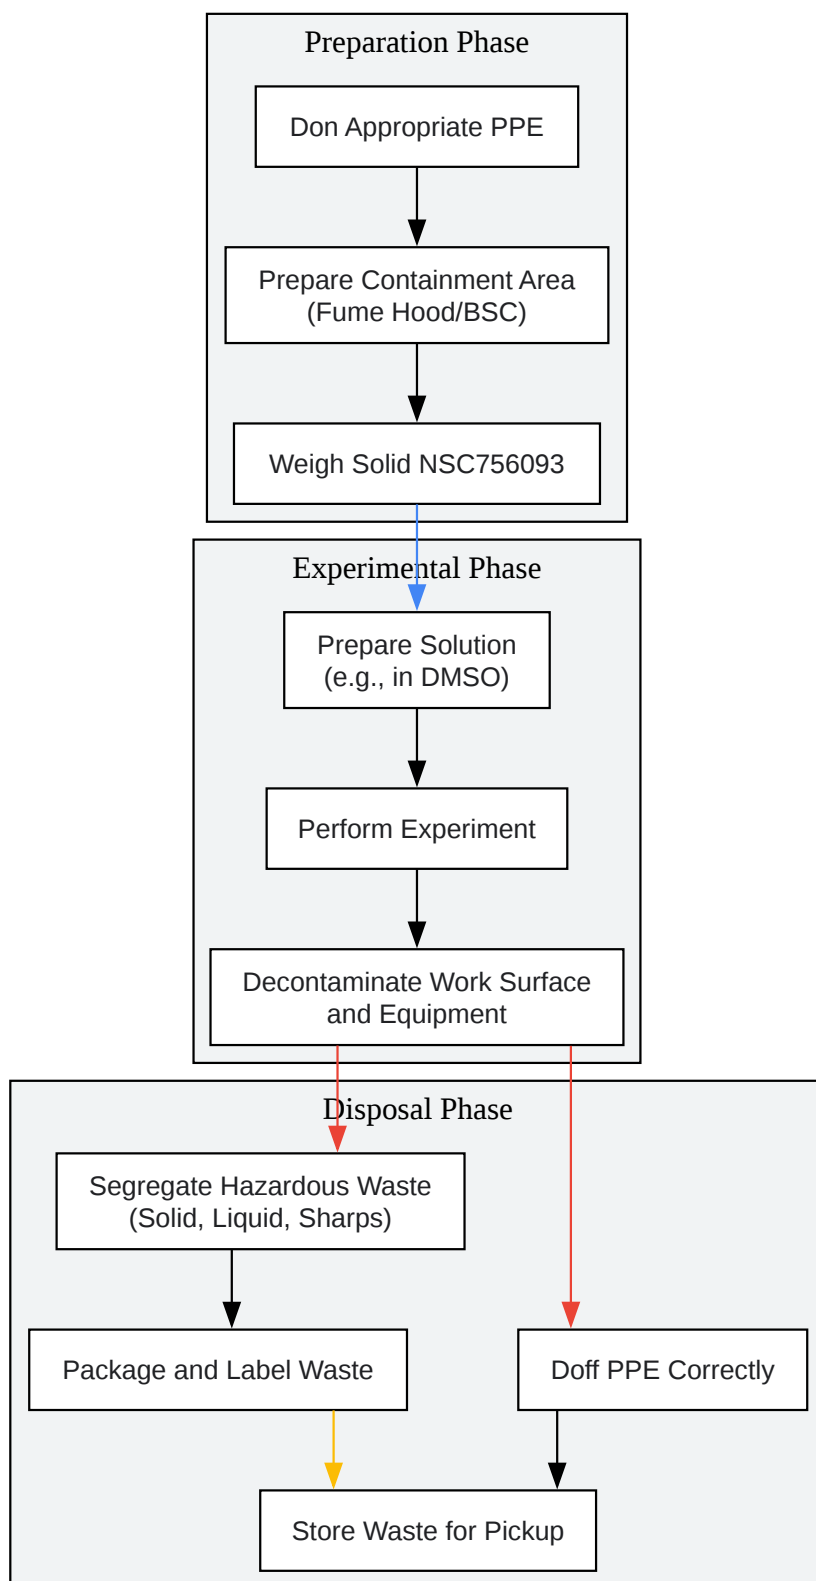 Preparation Phase
Don Appropriate PPE
Prepare Containment Area
(Fume Hood/BSC)
Weigh Solid NSC756093
Experimental Phase
Prepare Solution
(e.g., in DMSO)
Perform Experiment
Decontaminate Work Surface
and Equipment
Disposal Phase
Segregate Hazardous Waste
(Solid, Liquid, Sharps)
Package and Label Waste
Doff PPE Correctly
Store Waste for Pickup